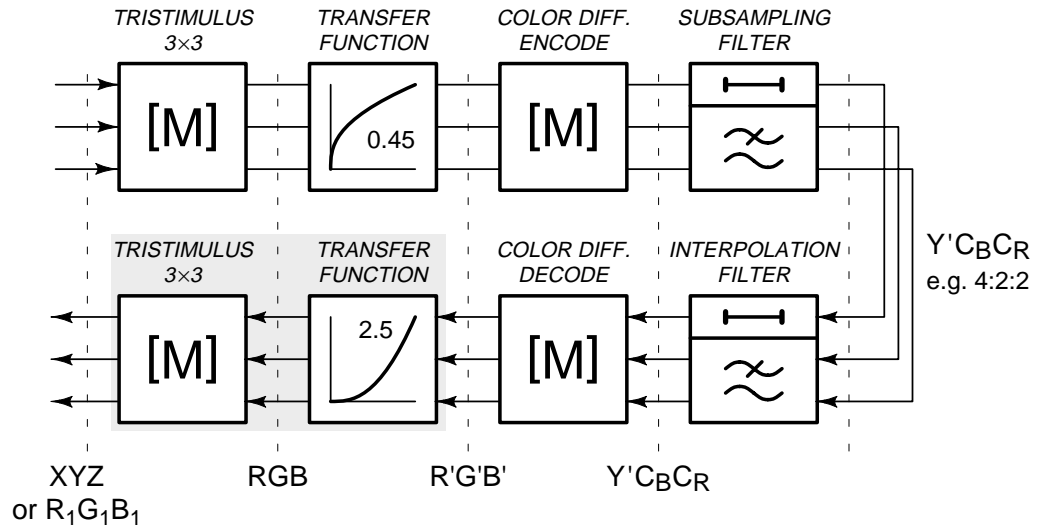 TRISTIMULUS
3×3
TRANSFER
FUNCTION
COLOR DIFF.
ENCODE
SUBSAMPLING
FILTER
[M]
0.45
[M]
TRISTIMULUS
3×3
TRANSFER
FUNCTION
COLOR DIFF.
DECODE
INTERPOLATION
FILTER
Y'CBCR
e.g. 4:2:2
[M]
2.5
[M]
XYZ
or R1G1B1
RGB
R'G'B'
Y'CBCR